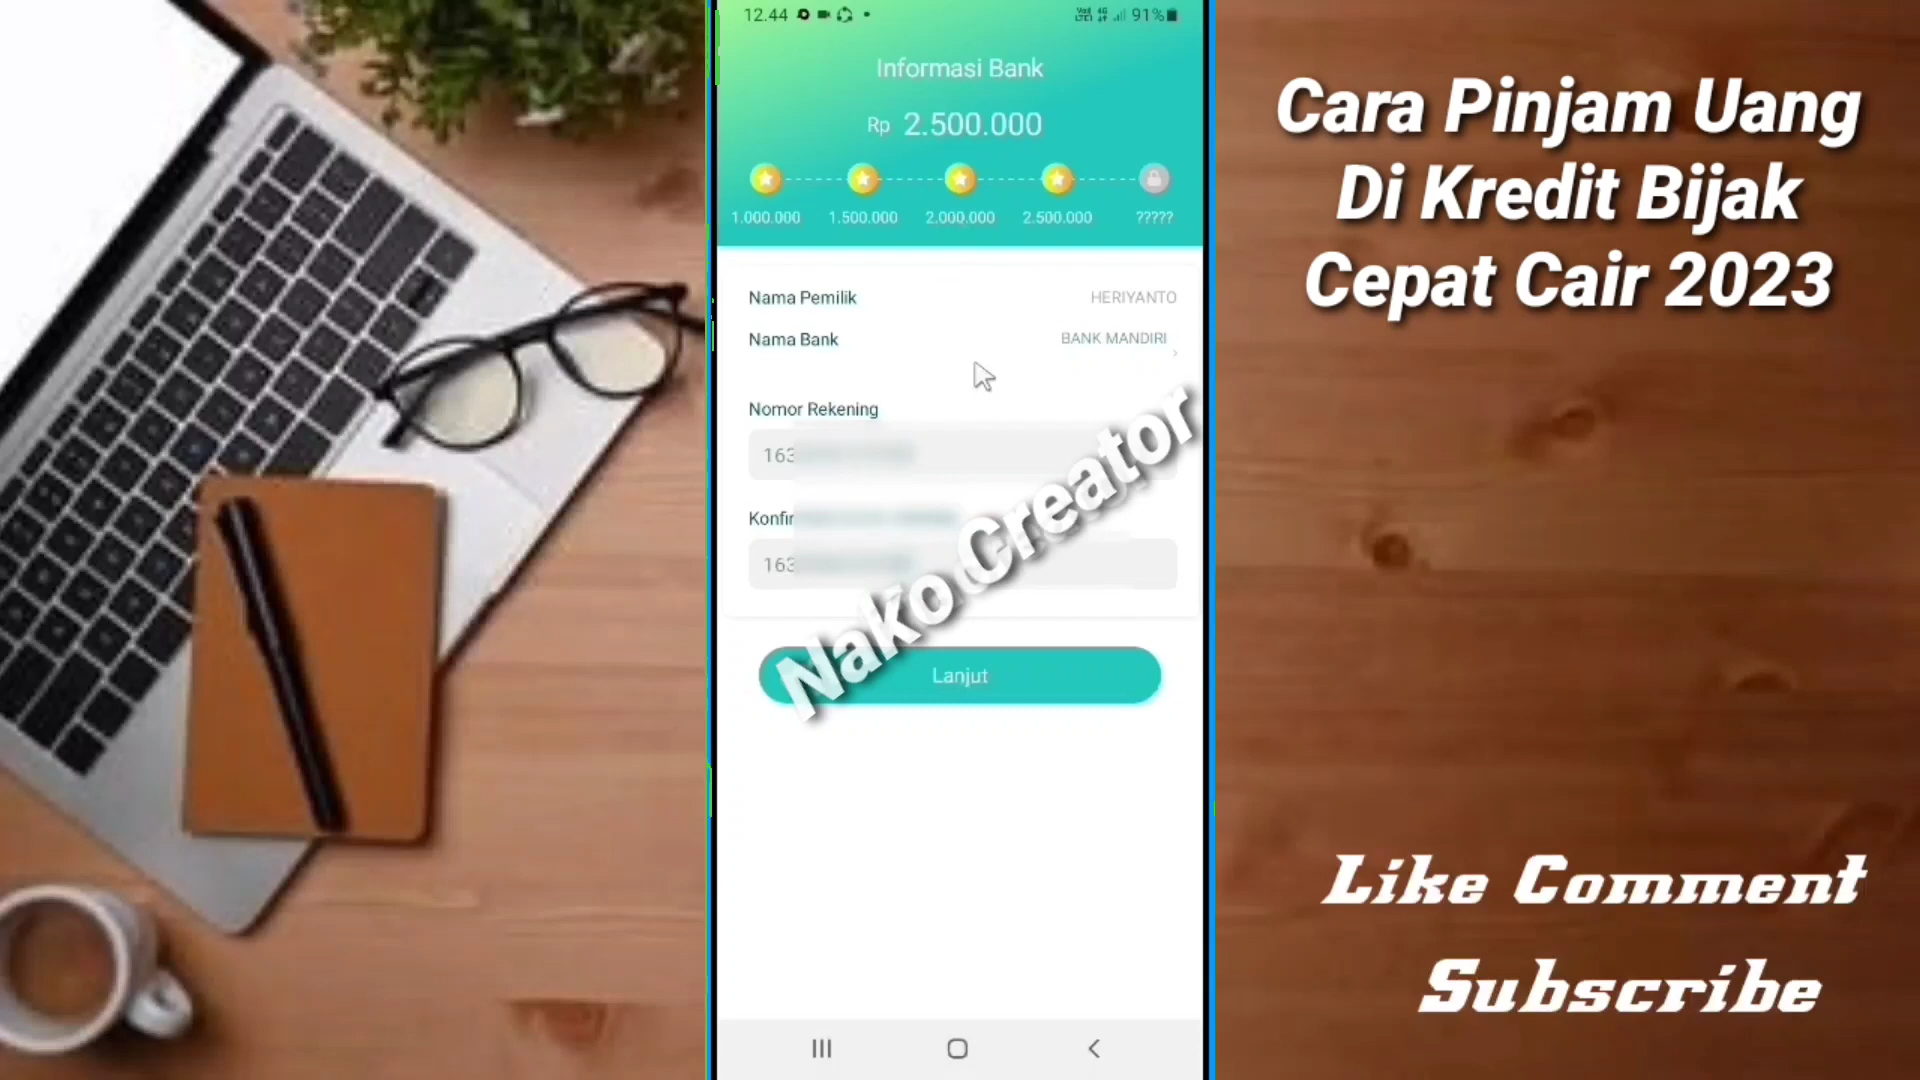 12.44
91%
Informasi Bank
Rp 2.500.000
1.000.000 1.500.000 2.000.000 2.500.000 ?????
Nama Pemilik HERIYANTO
Nama Bank BANK MANDIRI
Nomor Rekening
163
Konfir
163
Lanjut
Nako Creator
Cara Pinjam Uang
Di Kredit Bijak
Cepat Cair 2023
Like Comment
Subscribe